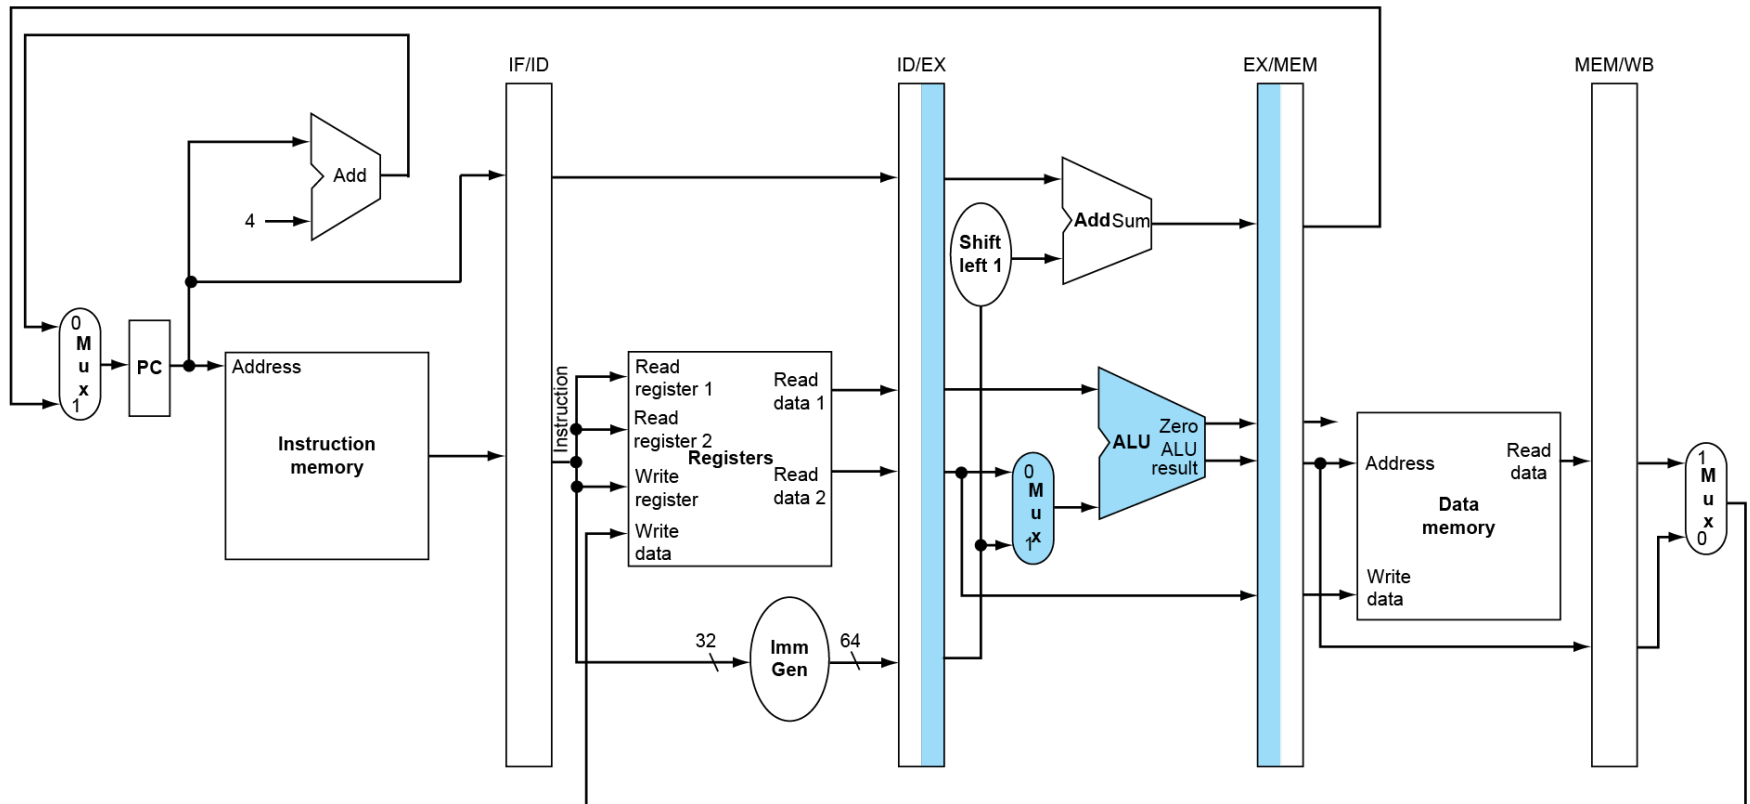 IF/ID
ID/EX
EX/MEM
MEM/WB
Add
4
Add Sum
Shift
left 1
0
M
u
x
1
PC
Address
Instruction
memory
Instruction
Read
register 1
Read
register 2
Write
register
Write
data
Registers
Read
data 1
Read
data 2
32
Imm
Gen
64
0
M
u
x
1
ALU
Zero
ALU
result
Address
Write
data
Data
memory
Read
data
1
M
u
x
0